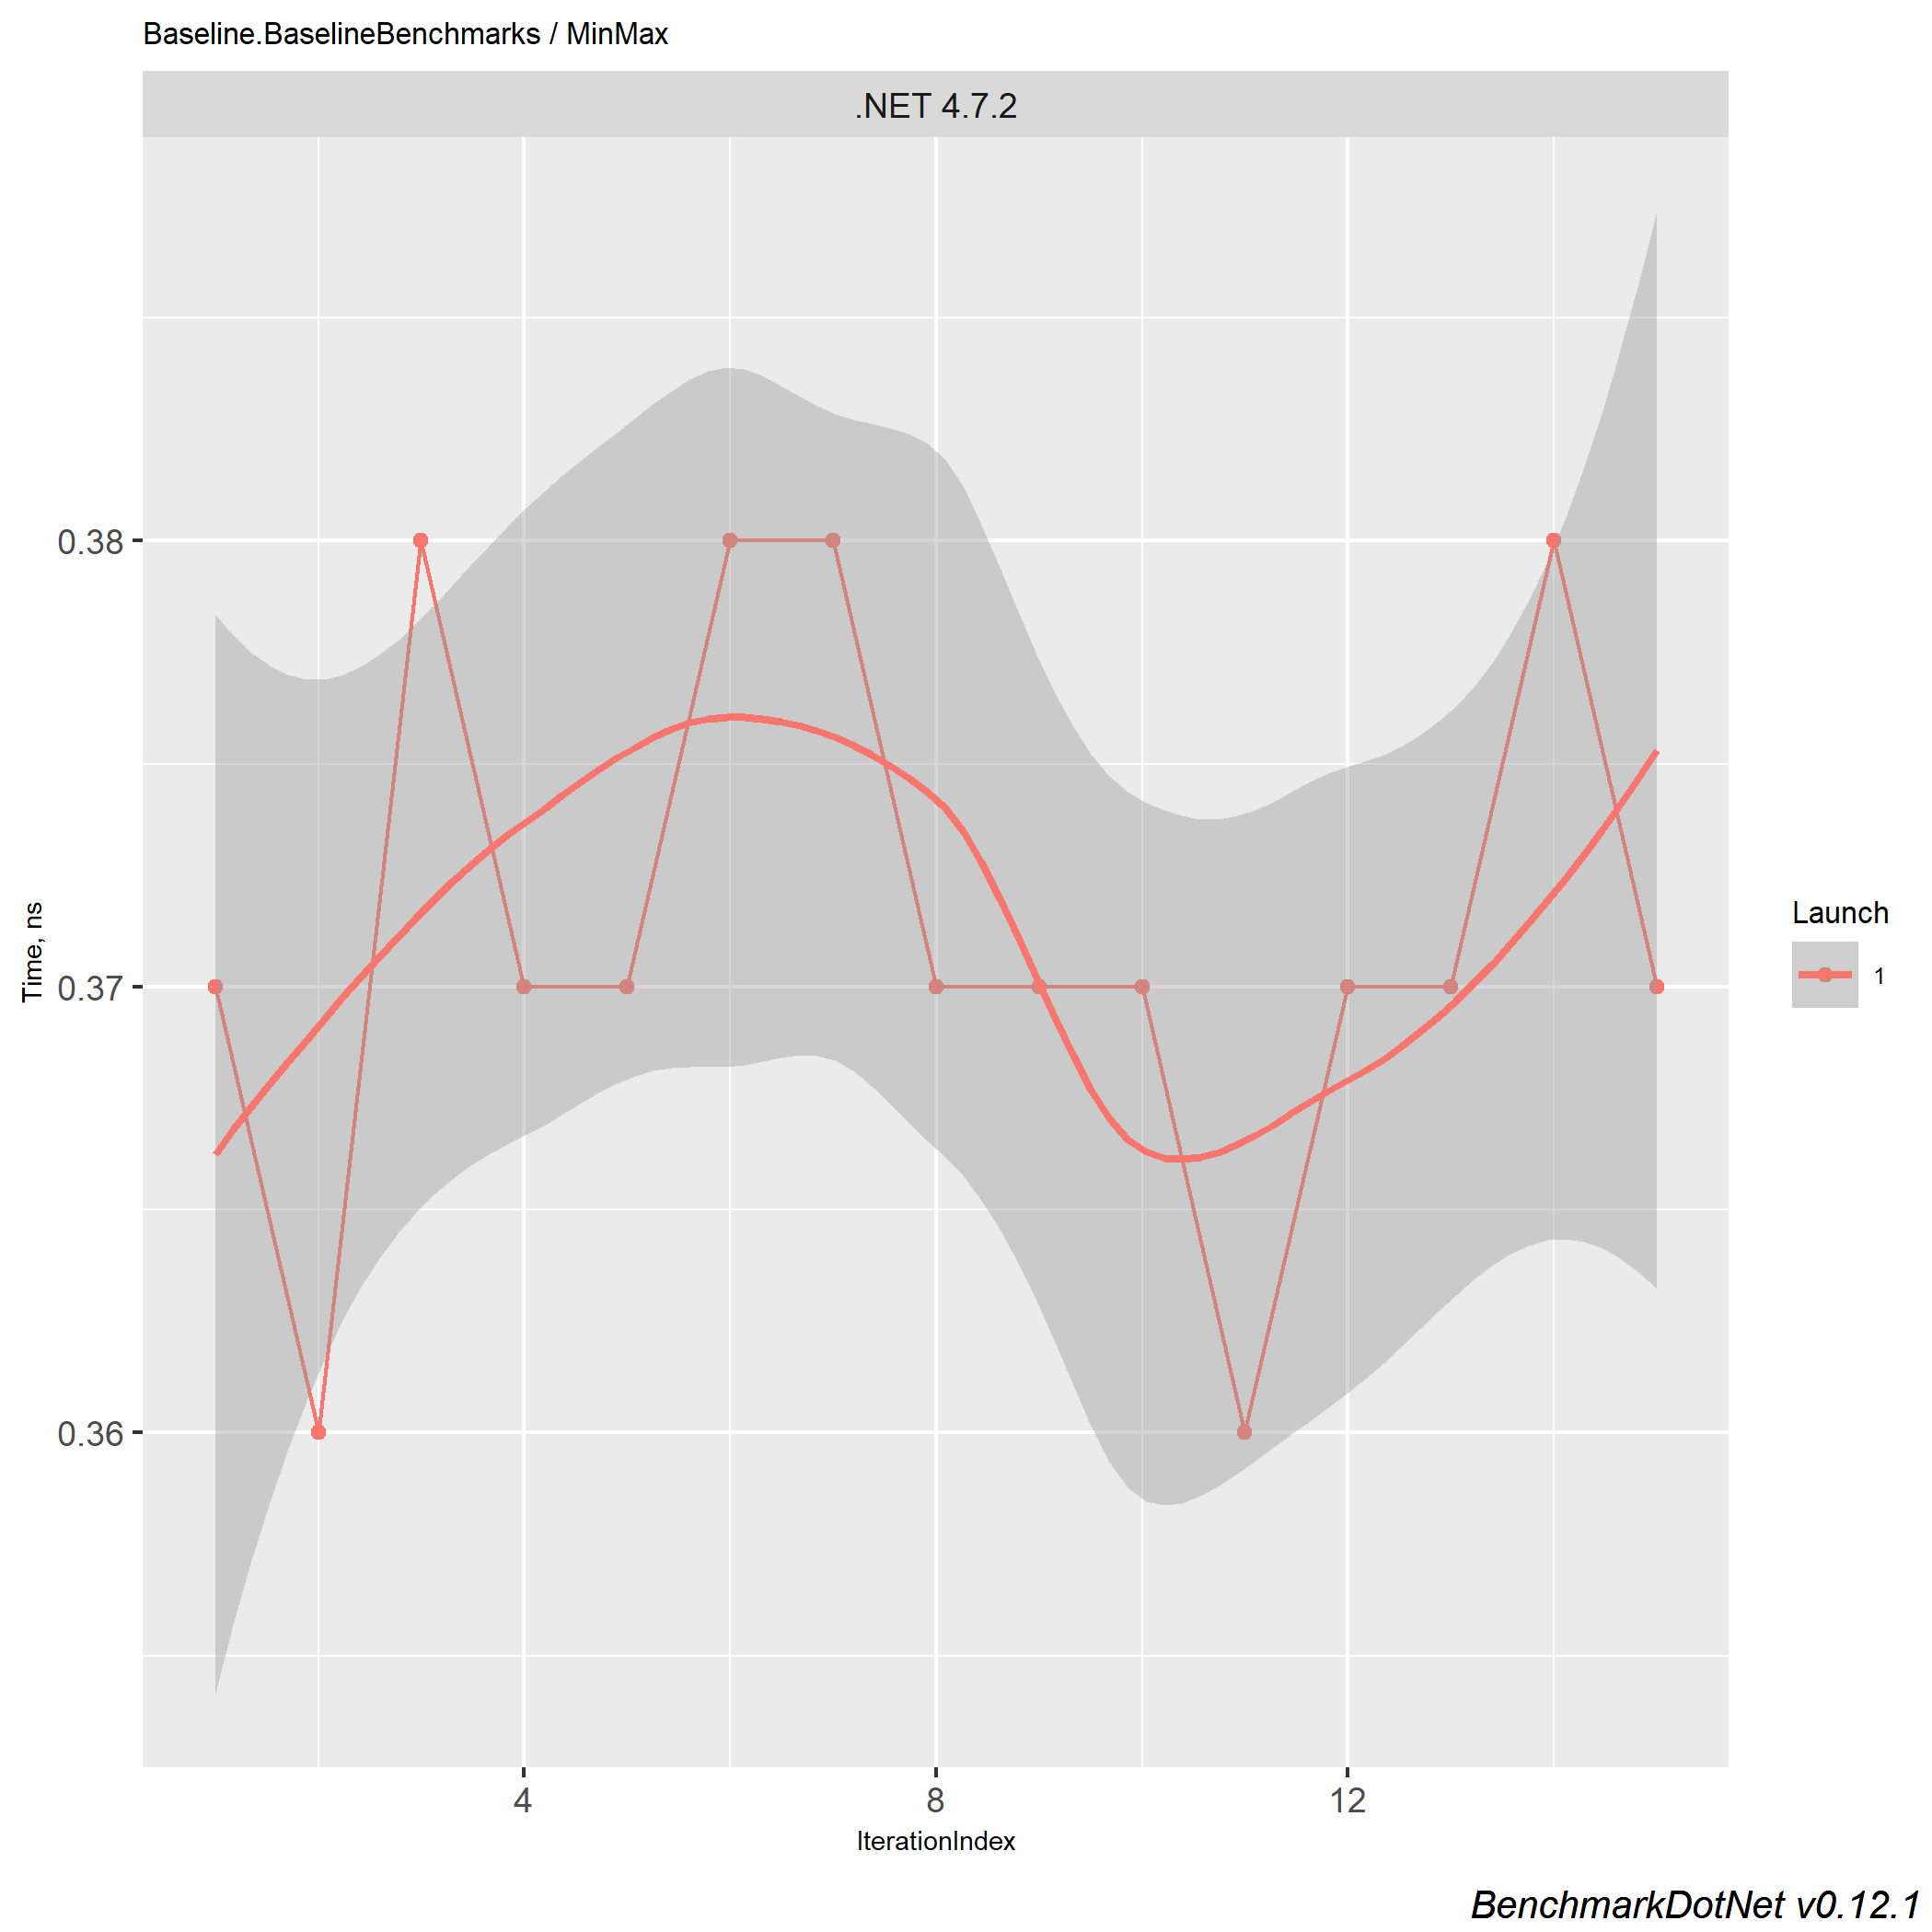 Baseline.BaselineBenchmarks / MinMax
.NET 4.7.2
0.38
0.37
0.36
Time, ns
4
8
12
IterationIndex
Launch
1
BenchmarkDotNet v0.12.1